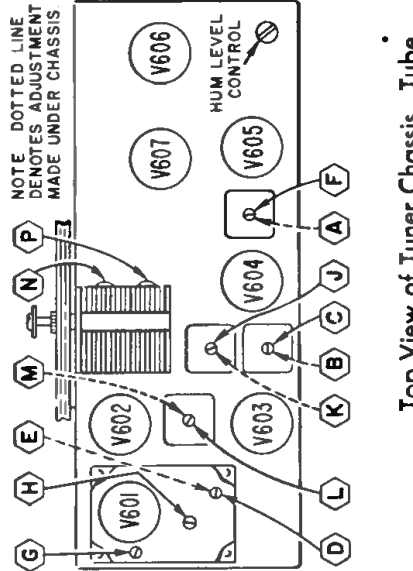 NOTE DOTTED LINE
DENOTES ADJUSTMENT
MADE UNDER CHASSIS.
G
H
E
M
N
P
V601
V602
V607
V606
HUM LEVEL
CONTROL
V603
V604
V605
D
L
K
B
C
J
A
F
Top View of Tuner Chassis Tube